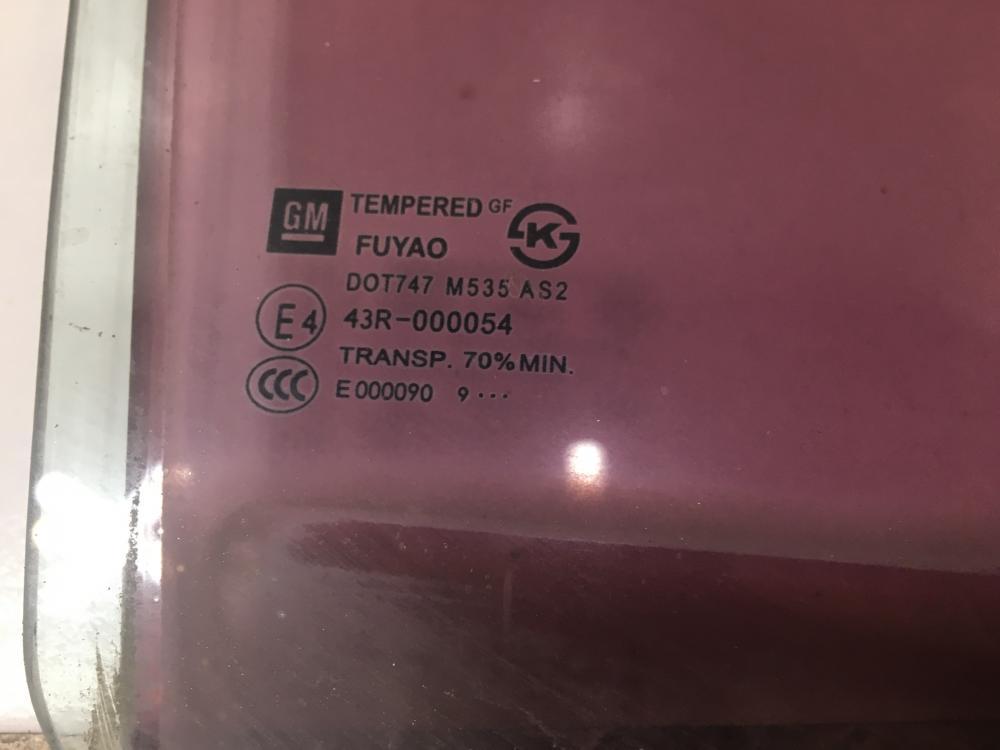 GM TEMPERED GF
FUYAO K
DOT747 M535 AS2
E4 43R-000054
TRANSP. 70% MIN.
CCC E000090 9...